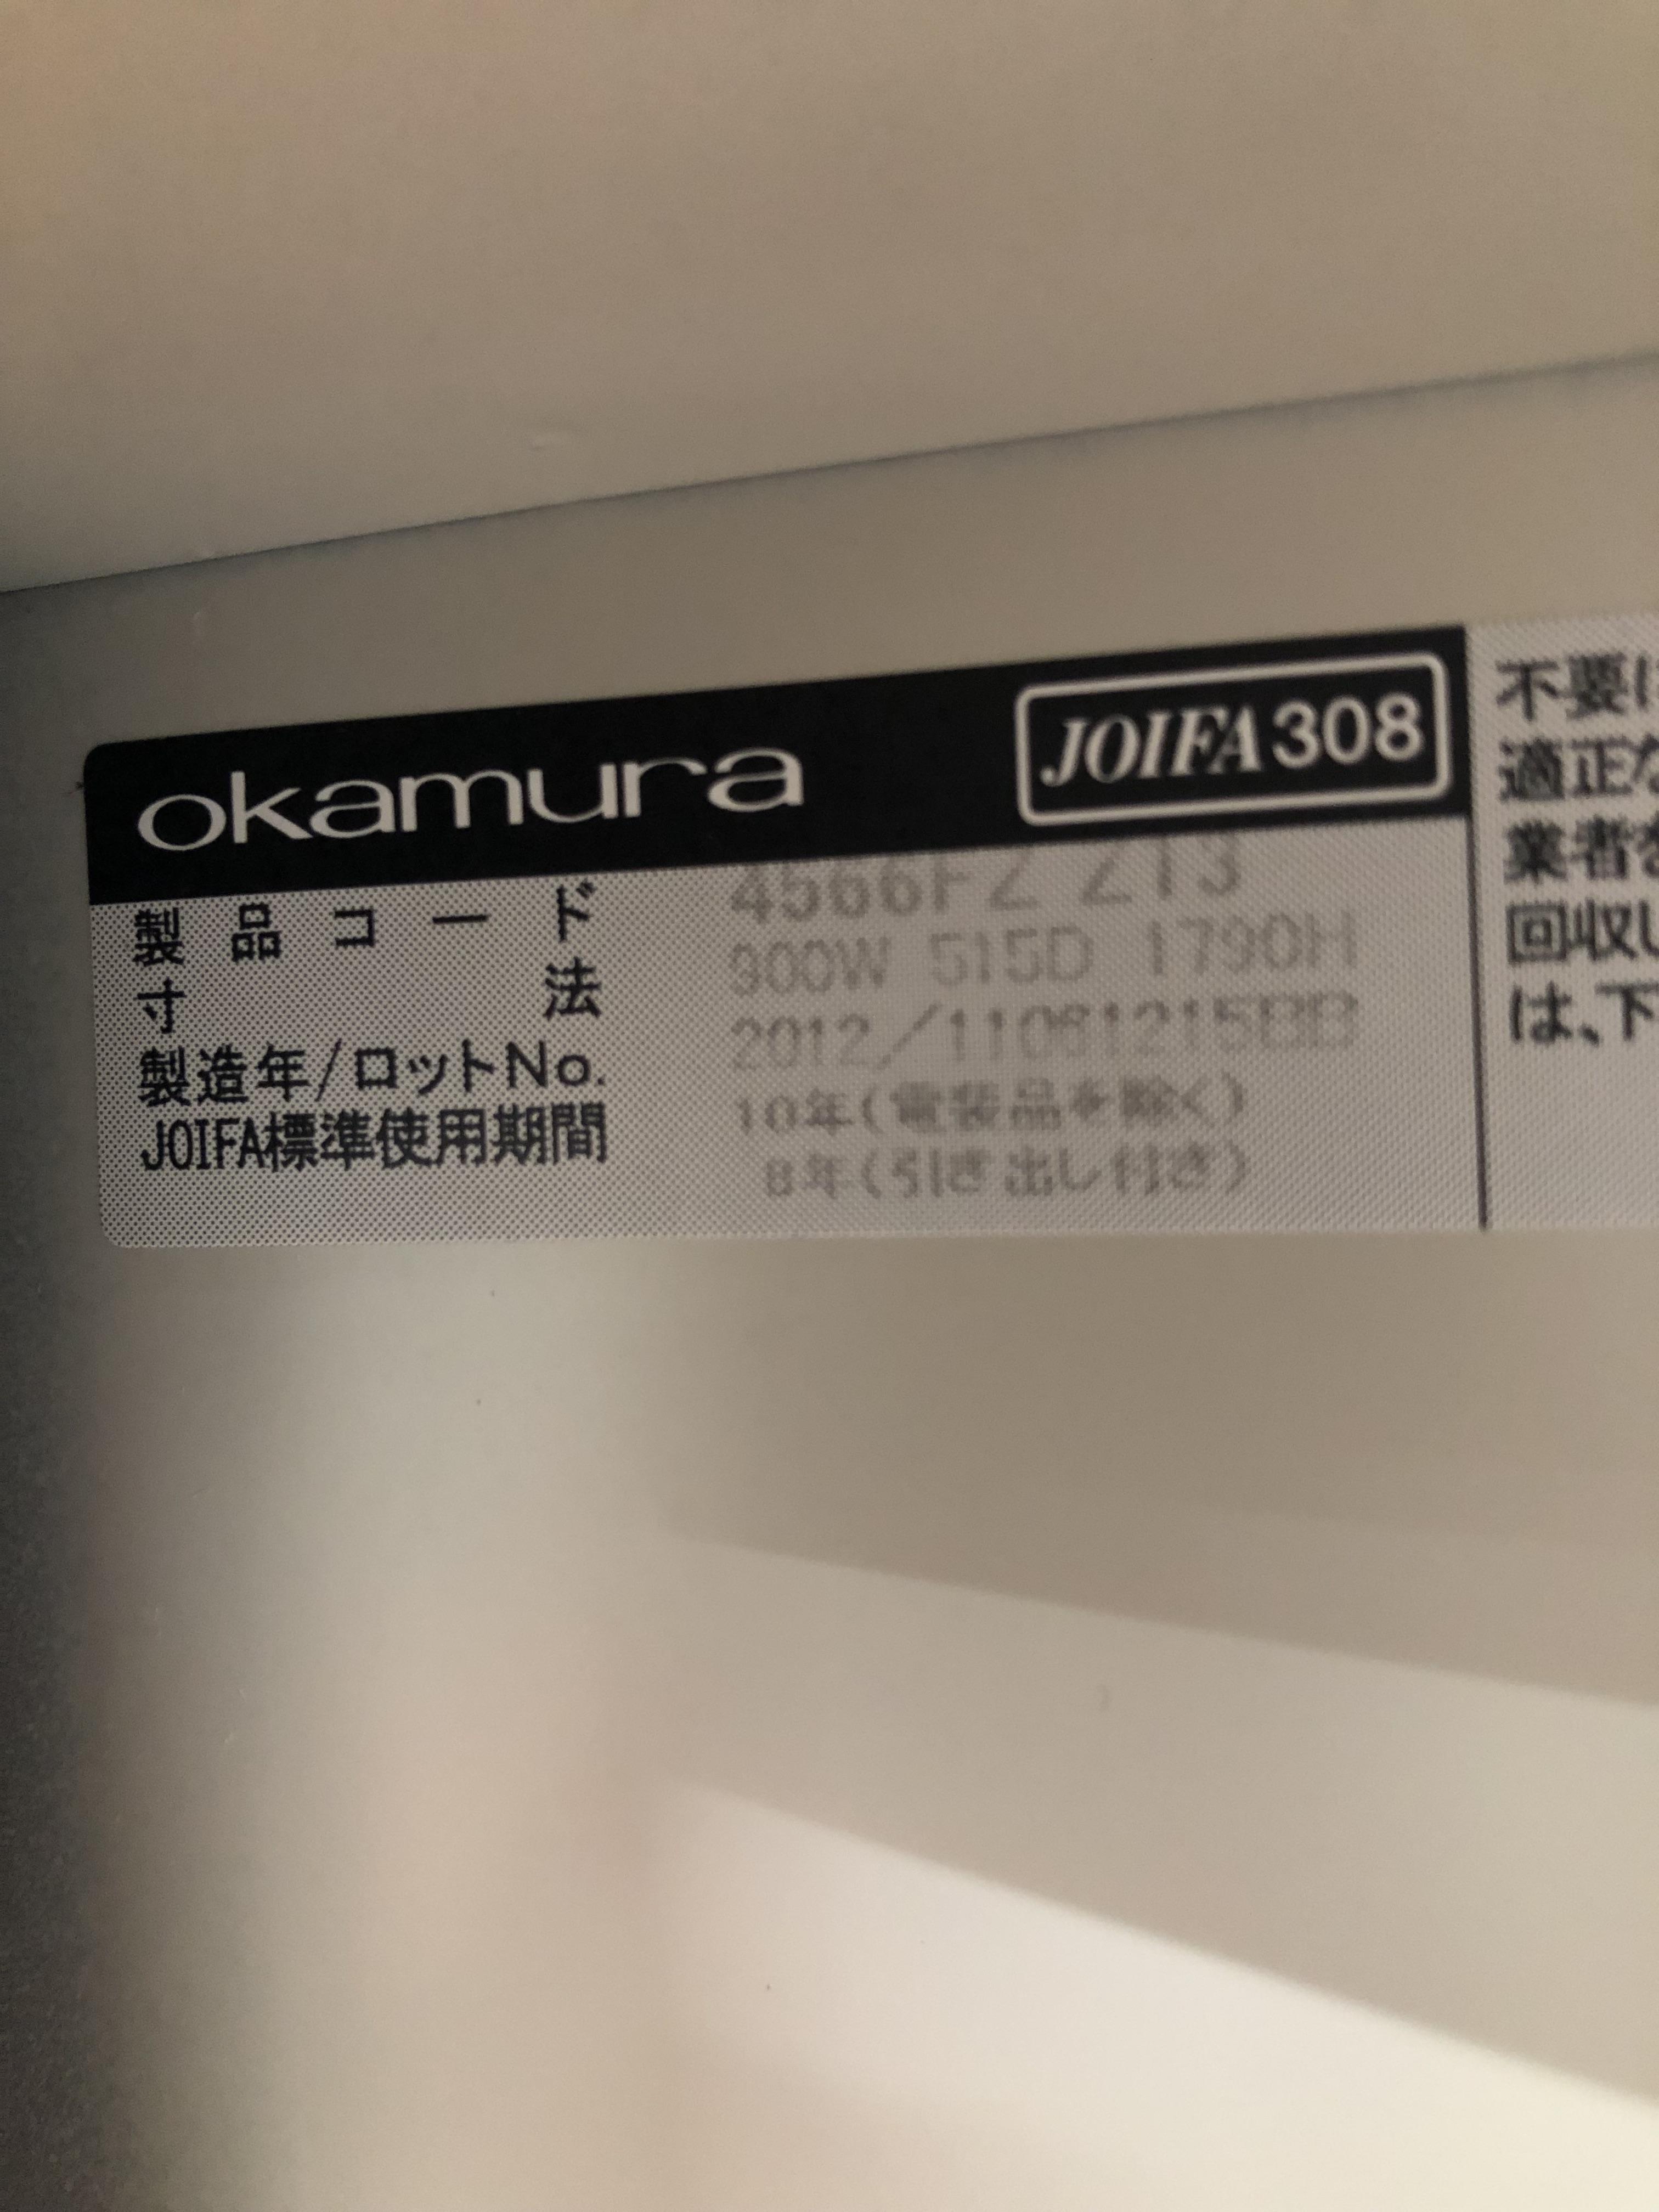 okamura JOIFA308
製品コード 4566FZ Z13
寸法 900W 515D 1790H
製造年/ロットNo. 2012/11061215BB
JOIFA標準使用期間 10年(電装品を除く)
8年(引き出し付き)
不要に
適正な
業者を
回収し
は、下